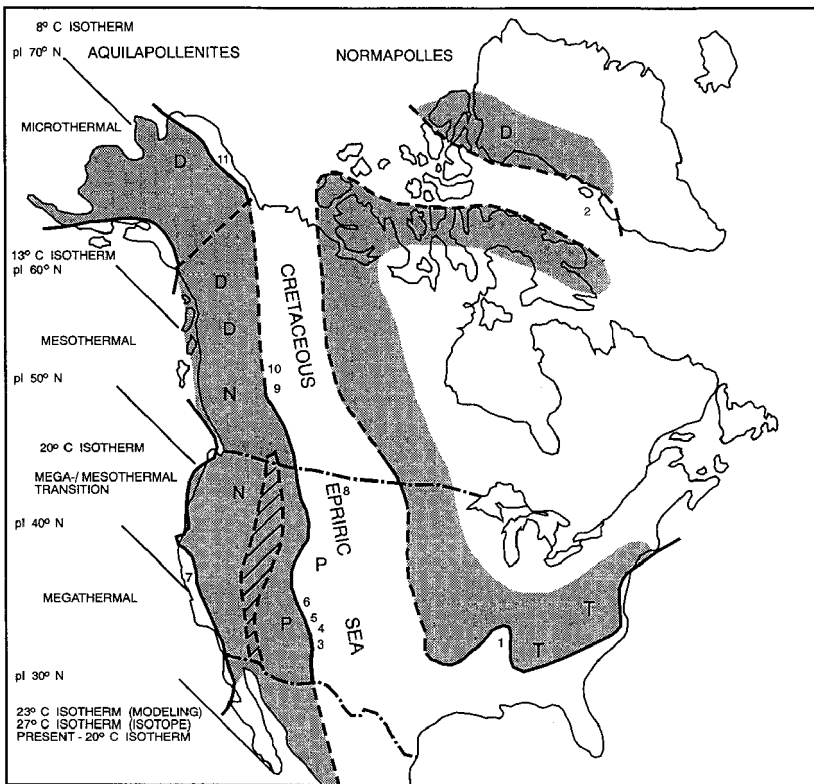 8° C ISOTHERM
pl 70° N
AQUILAPOLLENITES
NORMAPOLLES
MICROTHERMAL
D
D
11
2
13° C ISOTHERM
pl 60° N
CRETACEOUS
D
D
MESOTHERMAL
pl 50° N
10
9
N
20° C ISOTHERM
MEGA-/MESOTHERMAL
TRANSITION
N
8
EPRIRIC
pl 40° N
P
7
MEGATHERMAL
6
5
4
3
P
SEA
T
1
T
pl 30° N
23° C ISOTHERM (MODELING)
27° C ISOTHERM (ISOTOPE)
PRESENT - 20° C ISOTHERM